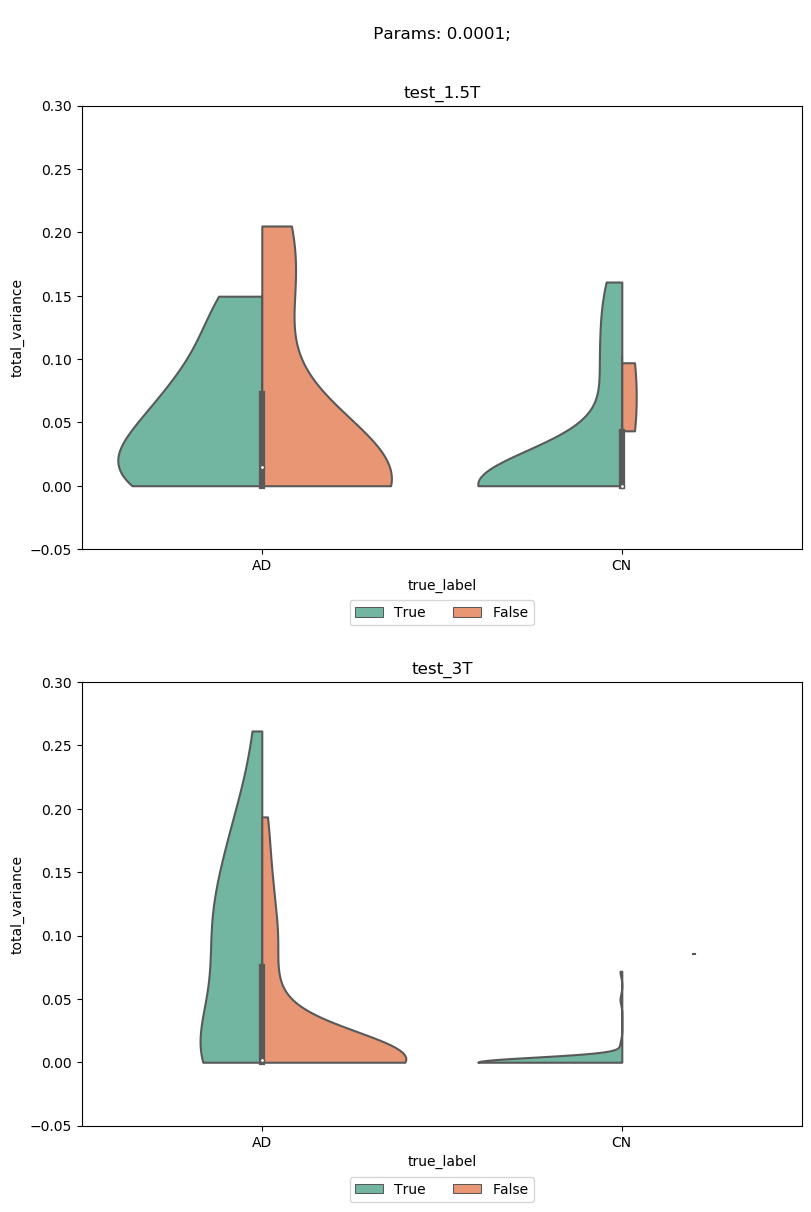 Params: 0.0001;
test_1.5T
0.30
0.25
0.20
0.15
0.10
0.05
0.00
−0.05
total_variance
AD CN
true_label
True False
test_3T
0.30
0.25
0.20
0.15
0.10
0.05
0.00
−0.05
total_variance
AD CN
true_label
True False